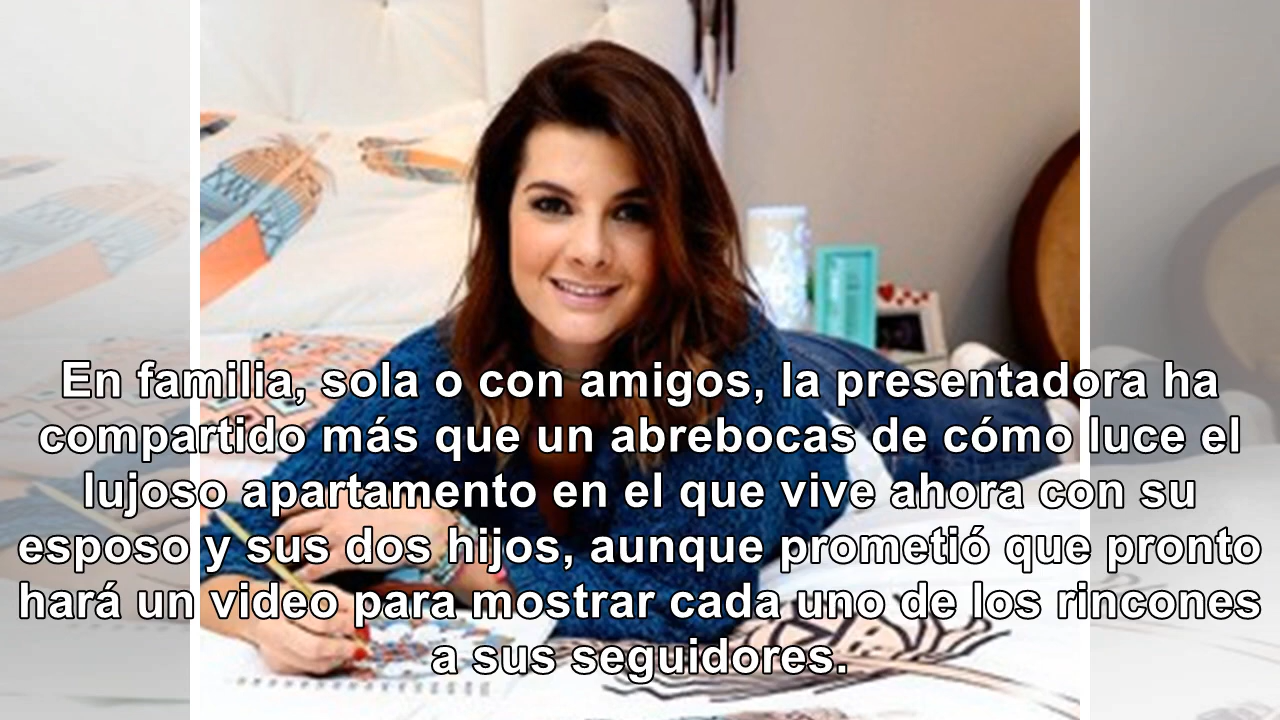 En familia, sola o con amigos, la presentadora ha
compartido más que un abrebocas de cómo luce el
lujoso apartamento en el que vive ahora con su
esposo y sus dos hijos, aunque prometió que pronto
hará un video para mostrar cada uno de los rincones
a sus seguidores.